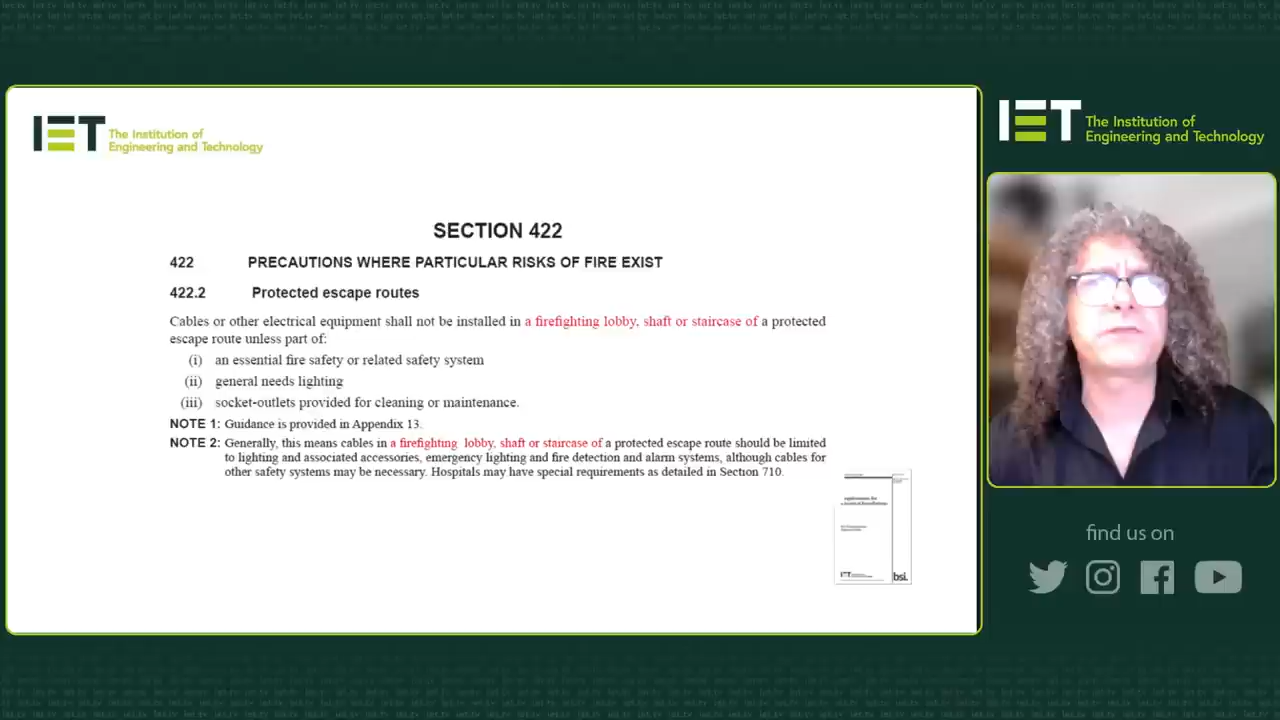 IET The Institution of
Engineering and Technology
SECTION 422
422 PRECAUTIONS WHERE PARTICULAR RISKS OF FIRE EXIST
422.2 Protected escape routes
Cables or other electrical equipment shall not be installed in a firefighting lobby, shaft or staircase of a protected
escape route unless part of:
(i) an essential fire safety or related safety system
(ii) general needs lighting
(iii) socket-outlets provided for cleaning or maintenance.
NOTE 1: Guidance is provided in Appendix 13.
NOTE 2: Generally, this means cables in a firefighting lobby, shaft or staircase of a protected escape route should be limited
to lighting and associated accessories, emergency lighting and fire detection and alarm systems, although cables for
other safety systems may be necessary. Hospitals may have special requirements as detailed in Section 710.
IET
bsi.
IET The Institution of
Engineering and Technology
find us on